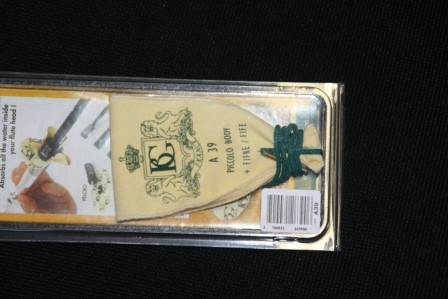 Absorbs all the water inside
your flute head !
BG
A 39
PICCOLO BODY
+ FIFRE / FIFE
A39